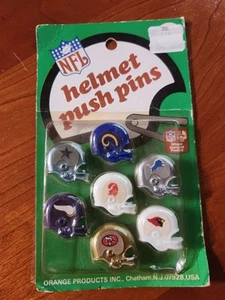 NFL
helmet
push pins
ORANGE PRODUCTS INC., Chatham, N.J. 07928, USA